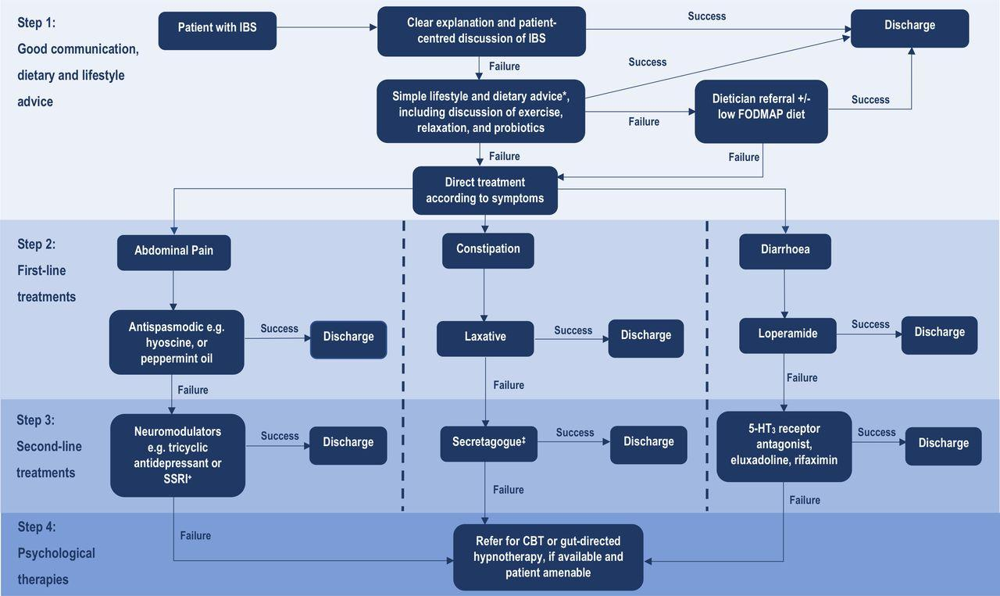 Step 1:
Good communication,
dietary and lifestyle
advice
Patient with IBS
Clear explanation and patient-
centred discussion of IBS
Success
Discharge
Failure
Success
Simple lifestyle and dietary advice*,
including discussion of exercise,
relaxation, and probiotics
Failure
Dietician referral +/-
low FODMAP diet
Success
Failure
Failure
Direct treatment
according to symptoms
Step 2:
First-line
treatments
Abdominal Pain
Constipation
Diarrhoea
Antispasmodic e.g.
hyoscine, or
peppermint oil
Success
Discharge
Laxative
Success
Discharge
Loperamide
Success
Discharge
Failure
Failure
Failure
Step 3:
Second-line
treatments
Neuromodulators
e.g. tricyclic
antidepressant or
SSRI⁺
Success
Discharge
Secretagogue‡
Success
Discharge
5-HT₃ receptor
antagonist,
eluxadoline, rifaximin
Success
Discharge
Failure
Failure
Failure
Step 4:
Psychological
therapies
Refer for CBT or gut-directed
hypnotherapy, if available and
patient amenable